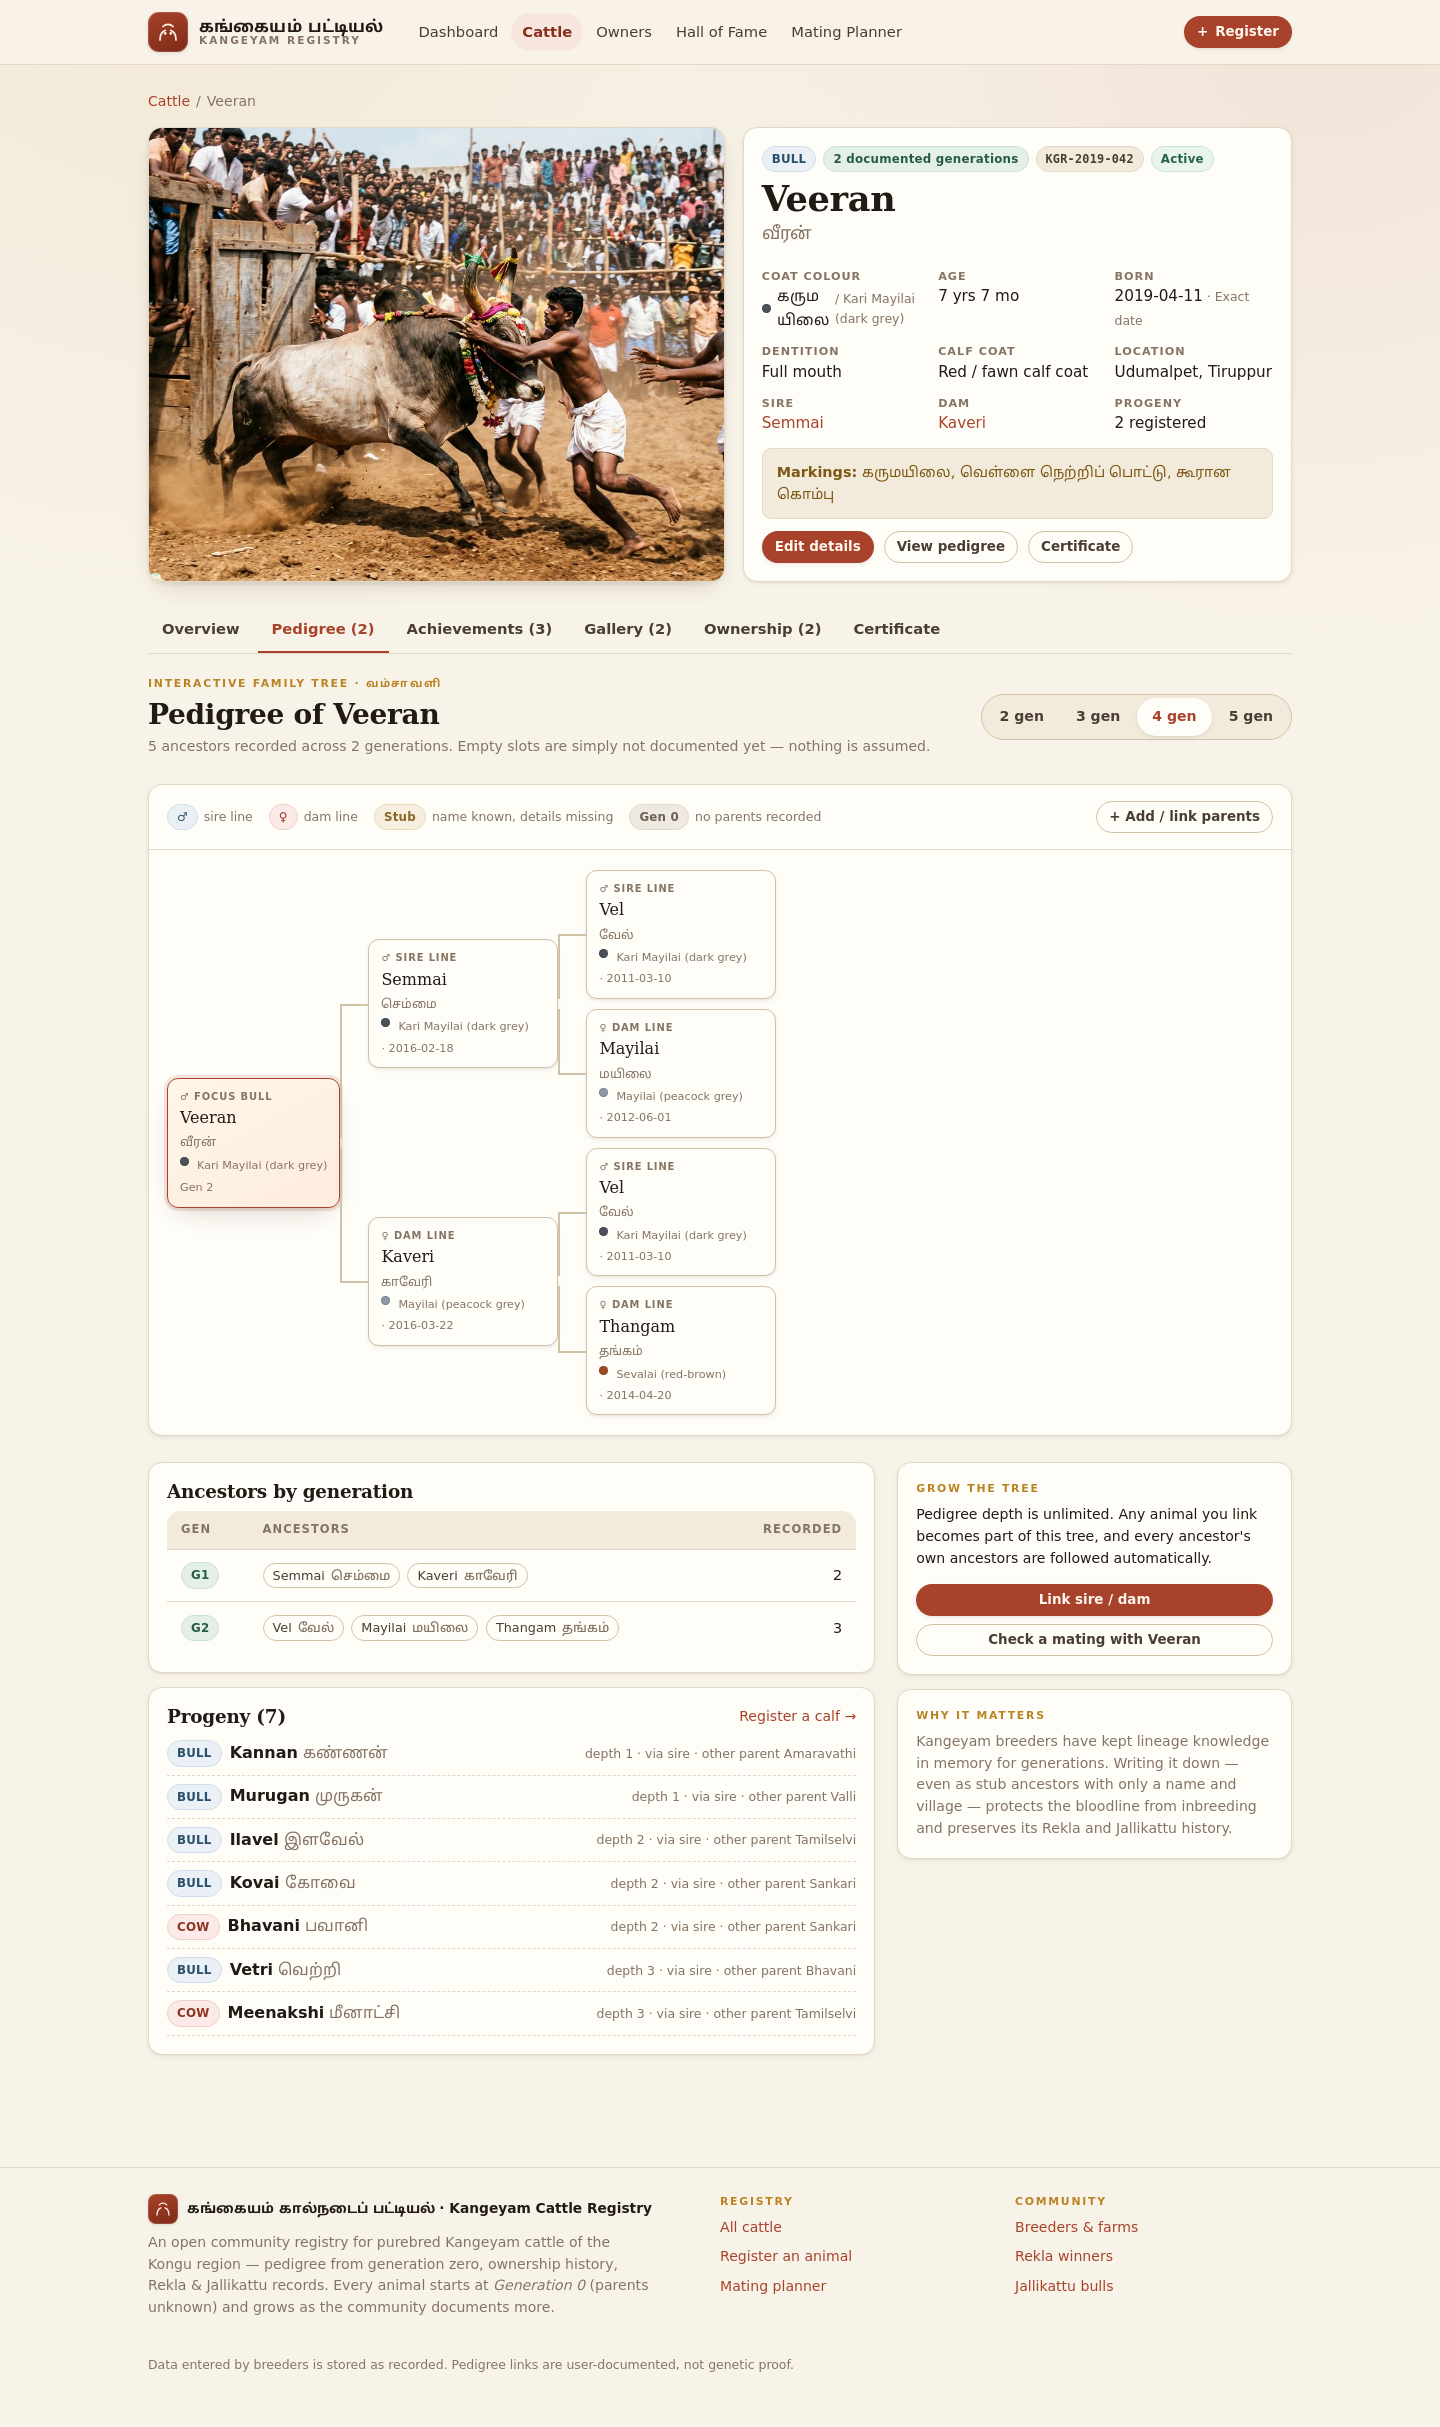 கங்கையம் பட்டியல்
KANGEYAM REGISTRY
Dashboard
Cattle
Owners
Hall of Fame
Mating Planner
+ Register
Cattle / Veeran
BULL
2 documented generations
KGR-2019-042
Active
Veeran
வீரன்
COAT COLOUR
AGE
BORN
கரும
யிலை
/ Kari Mayilai
(dark grey)
7 yrs 7 mo
2019-04-11 · Exact
date
DENTITION
CALF COAT
LOCATION
Full mouth
Red / fawn calf coat
Udumalpet, Tiruppur
SIRE
DAM
PROGENY
Semmai
Kaveri
2 registered
Markings: கருமயிலை, வெள்ளை நெற்றிப் பொட்டு, கூரான
கொம்பு
Edit details
View pedigree
Certificate
Overview
Pedigree (2)
Achievements (3)
Gallery (2)
Ownership (2)
Certificate
INTERACTIVE FAMILY TREE · வம்சாவளி
Pedigree of Veeran
5 ancestors recorded across 2 generations. Empty slots are simply not documented yet — nothing is assumed.
2 gen
3 gen
4 gen
5 gen
♂ sire line
♀ dam line
Stub name known, details missing
Gen 0 no parents recorded
+ Add / link parents
♂ FOCUS BULL
Veeran
வீரன்
Kari Mayilai (dark grey)
Gen 2
♂ SIRE LINE
Semmai
செம்மை
Kari Mayilai (dark grey)
· 2016-02-18
♀ DAM LINE
Kaveri
காவேரி
Mayilai (peacock grey)
· 2016-03-22
♂ SIRE LINE
Vel
வேல்
Kari Mayilai (dark grey)
· 2011-03-10
♀ DAM LINE
Mayilai
மயிலை
Mayilai (peacock grey)
· 2012-06-01
♂ SIRE LINE
Vel
வேல்
Kari Mayilai (dark grey)
· 2011-03-10
♀ DAM LINE
Thangam
தங்கம்
Sevalai (red-brown)
· 2014-04-20
Ancestors by generation
GEN
ANCESTORS
RECORDED
G1
Semmai செம்மை
Kaveri காவேரி
2
G2
Vel வேல்
Mayilai மயிலை
Thangam தங்கம்
3
Progeny (7)
Register a calf →
BULL Kannan கண்ணன்
depth 1 · via sire · other parent Amaravathi
BULL Murugan முருகன்
depth 1 · via sire · other parent Valli
BULL Ilavel இளவேல்
depth 2 · via sire · other parent Tamilselvi
BULL Kovai கோவை
depth 2 · via sire · other parent Sankari
COW Bhavani பவானி
depth 2 · via sire · other parent Sankari
BULL Vetri வெற்றி
depth 3 · via sire · other parent Bhavani
COW Meenakshi மீனாட்சி
depth 3 · via sire · other parent Tamilselvi
GROW THE TREE
Pedigree depth is unlimited. Any animal you link
becomes part of this tree, and every ancestor's
own ancestors are followed automatically.
Link sire / dam
Check a mating with Veeran
WHY IT MATTERS
Kangeyam breeders have kept lineage knowledge
in memory for generations. Writing it down —
even as stub ancestors with only a name and
village — protects the bloodline from inbreeding
and preserves its Rekla and Jallikattu history.
கங்கையம் கால்நடைப் பட்டியல் · Kangeyam Cattle Registry
An open community registry for purebred Kangeyam cattle of the
Kongu region — pedigree from generation zero, ownership history,
Rekla & Jallikattu records. Every animal starts at Generation 0 (parents
unknown) and grows as the community documents more.
REGISTRY
All cattle
Register an animal
Mating planner
COMMUNITY
Breeders & farms
Rekla winners
Jallikattu bulls
Data entered by breeders is stored as recorded. Pedigree links are user-documented, not genetic proof.